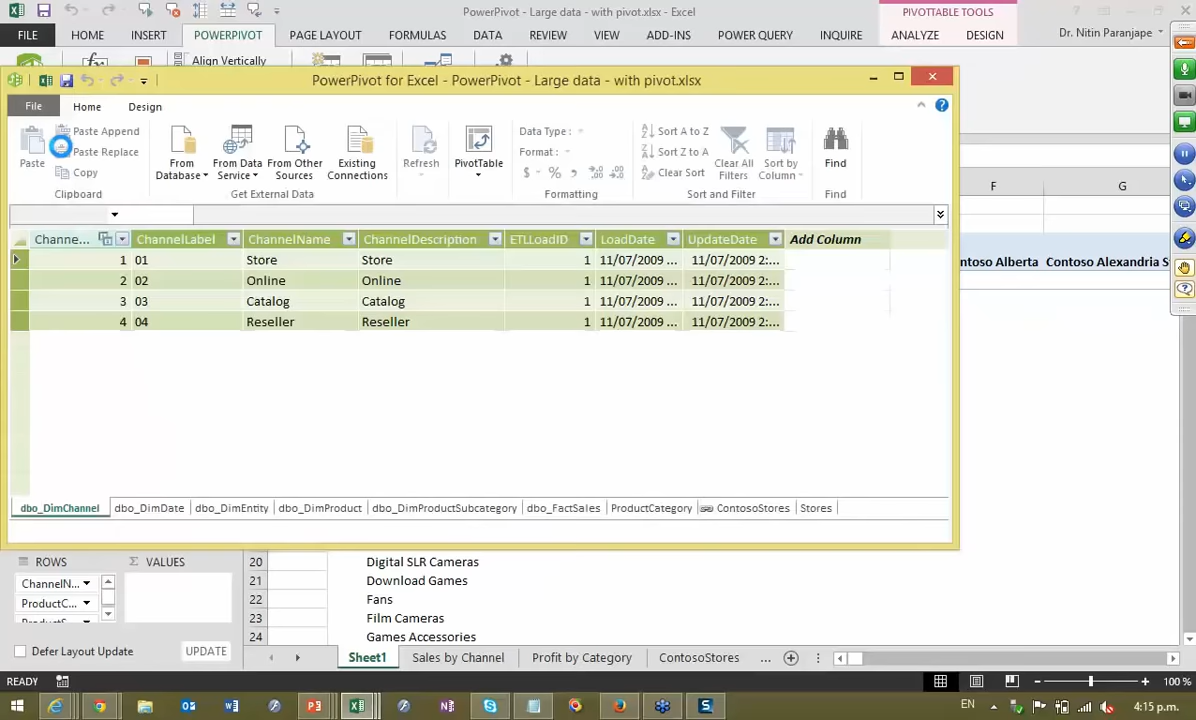 PowerPivot - Large data - with pivot.xlsx - Excel
PIVOTTABLE TOOLS
FILE HOME INSERT POWERPIVOT PAGE LAYOUT FORMULAS DATA REVIEW VIEW ADD-INS POWER QUERY INQUIRE ANALYZE DESIGN Dr. Nitin Paranjape
Align Vertically
PowerPivot for Excel - PowerPivot - Large data - with pivot.xlsx
File Home Design
Paste
Paste Append
Paste Replace
Copy
Clipboard
From Database
From Data Service
From Other Sources
Existing Connections
Get External Data
Refresh
PivotTable
Data Type :
Format :
$ % ,
Formatting
Sort A to Z
Sort Z to A
Clear Sort
Clear All Filters
Sort by Column
Sort and Filter
Find
Find
F G
Channe... ChannelLabel ChannelName ChannelDescription ETLLoadID LoadDate UpdateDate Add Column
1 01 Store Store 1 11/07/2009 ... 11/07/2009 2:...
2 02 Online Online 1 11/07/2009 ... 11/07/2009 2:...
3 03 Catalog Catalog 1 11/07/2009 ... 11/07/2009 2:...
4 04 Reseller Reseller 1 11/07/2009 ... 11/07/2009 2:...
ntoso Alberta Contoso Alexandria S
dbo_DimChannel dbo_DimDate dbo_DimEntity dbo_DimProduct dbo_DimProductSubcategory dbo_FactSales ProductCategory ContosoStores Stores
ROWS Σ VALUES
ChannelN...
ProductC...
20 Digital SLR Cameras
21 Download Games
22 Fans
23 Film Cameras
24 Games Accessories
Defer Layout Update UPDATE
Sheet1 Sales by Channel Profit by Category ContosoStores ...
READY 100 %
EN 4:15 p.m.